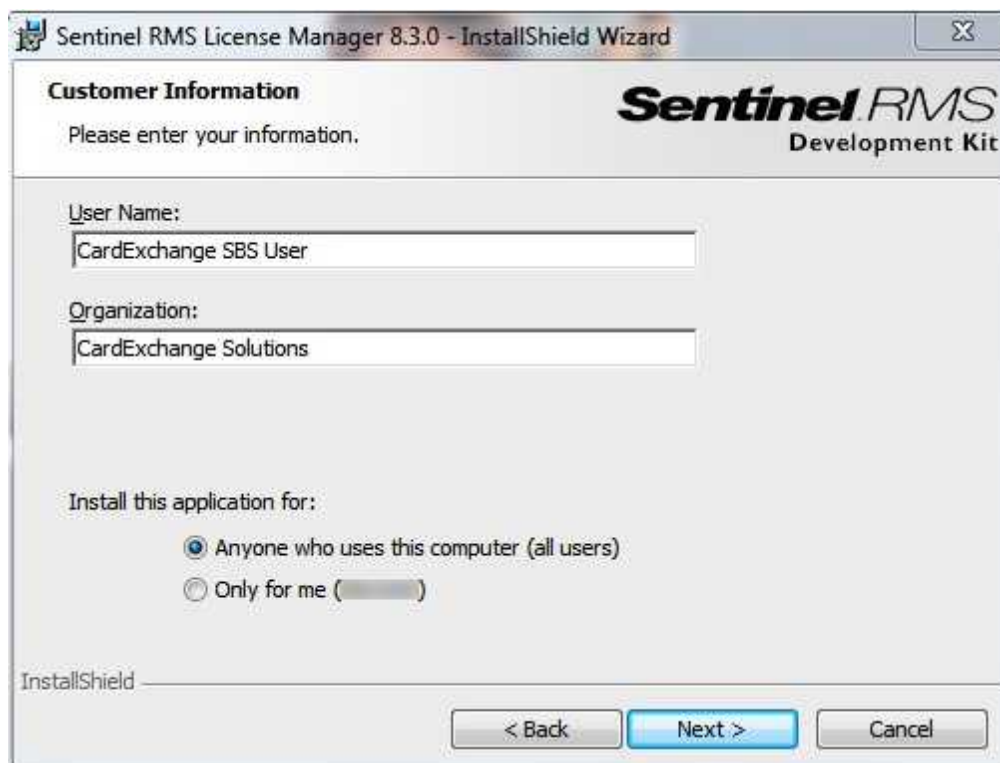 Sentinel RMS License Manager 8.3.0 - InstallShield Wizard
Customer Information
Please enter your information.
Sentinel RMS
Development Kit
User Name:
CardExchange SBS User
Organization:
CardExchange Solutions
Install this application for:
Anyone who uses this computer (all users)
Only for me ( )
InstallShield
< Back
Next >
Cancel